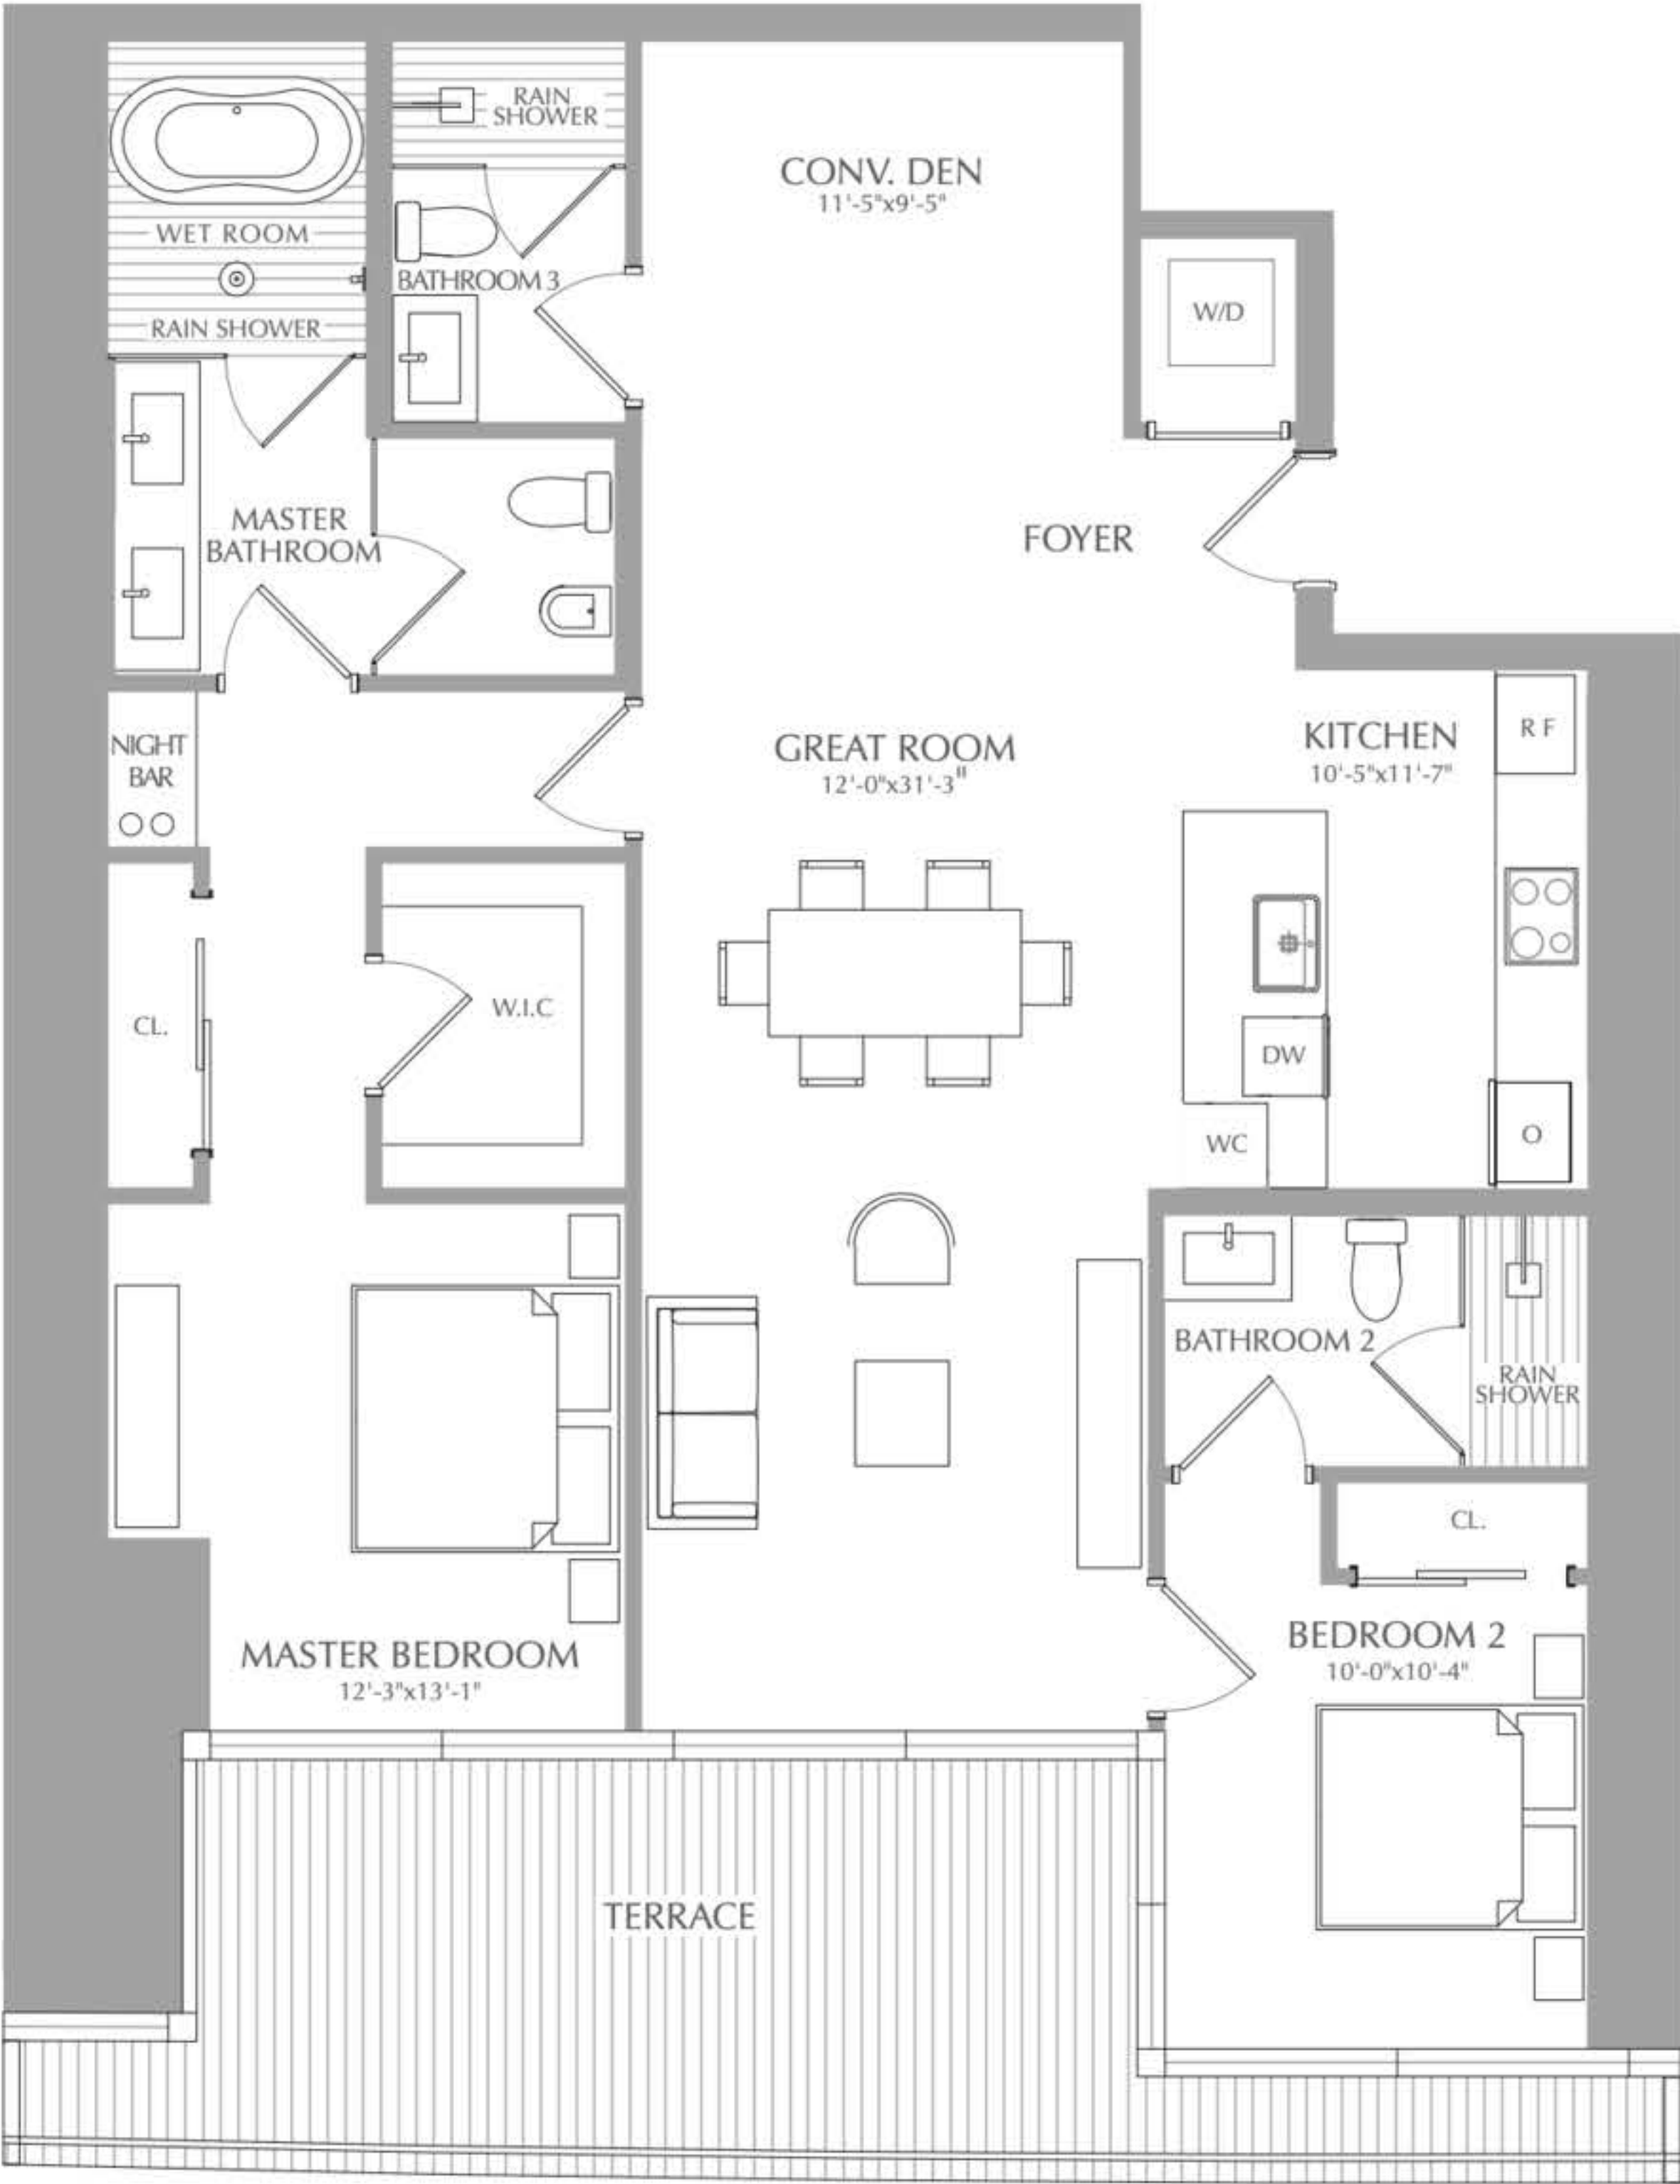 RAIN
SHOWER
CONV. DEN
11'-5"x9'-5"
WET ROOM
BATHROOM 3
W/D
RAIN SHOWER
MASTER
BATHROOM
FOYER
NIGHT
BAR
GREAT ROOM
12'-0"x31'-3"
KITCHEN
10'-5"x11'-7"
R F
CL.
W.I.C
DW
WC
O
BATHROOM 2
RAIN
SHOWER
CL.
MASTER BEDROOM
12'-3"x13'-1"
BEDROOM 2
10'-0"x10'-4"
TERRACE